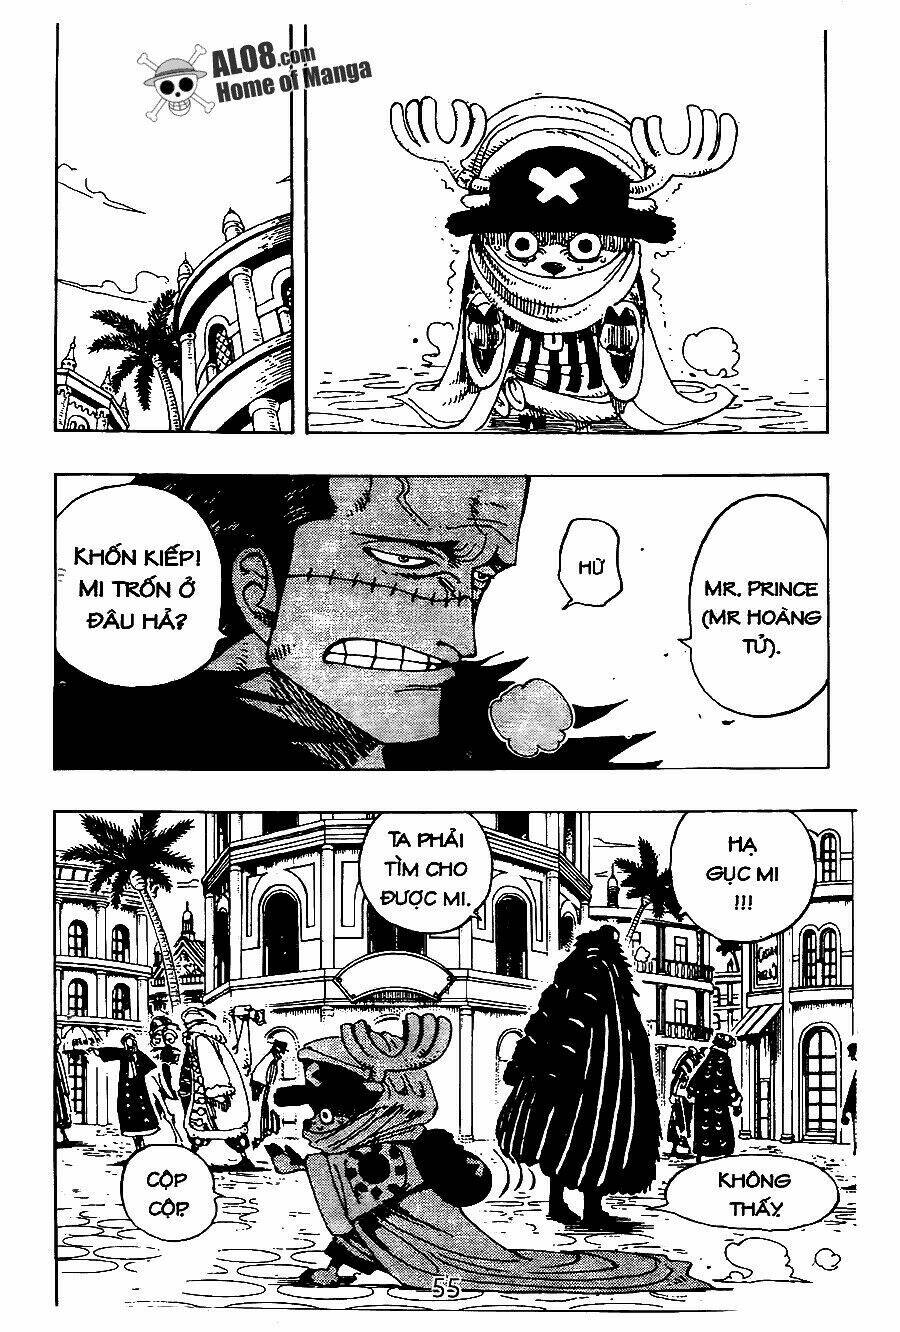 ALO8.com
Home of Manga
MR. PRINCE
(MR HOÀNG
TỬ).
HỪ
KHỐN KIẾP!
MI TRỐN Ở
ĐÂU HẢ?
HẠ
GỤC MI
!!!
TA PHẢI
TÌM CHO
ĐƯỢC MI.
KHÔNG
THẤY.
CỘP
CỘP
55